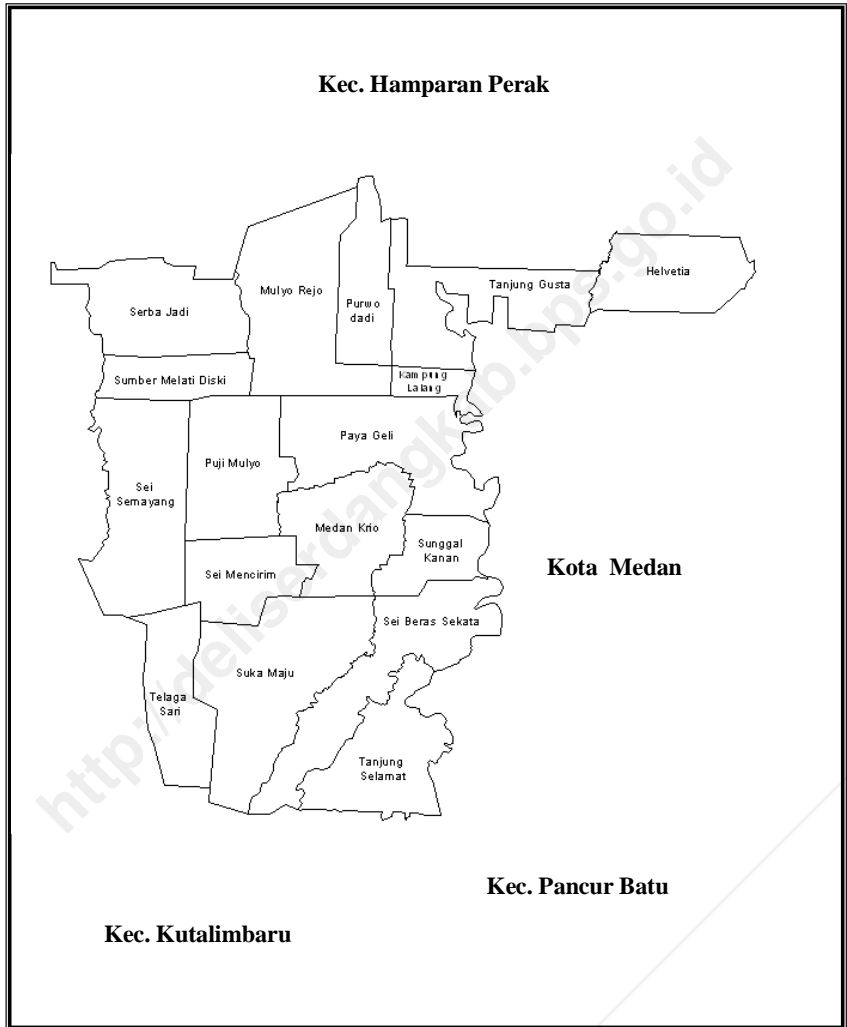 Kec. Hamparan Perak
Helvetia
Tanjung Gusta
Mulyo Rejo
Purwo
dadi
Serba Jadi
Kampung
Lalang
Sumber Melati Diski
Paya Geli
Puji Mulyo
Sei
Semayang
Medan Krio
Sunggal
Kanan
Kota Medan
Sei Mencirim
Sei Beras Sekata
Suka Maju
Telaga
Sari
Tanjung
Selamat
Kec. Pancur Batu
Kec. Kutalimbaru
http://deliserdangkab.bps.go.id